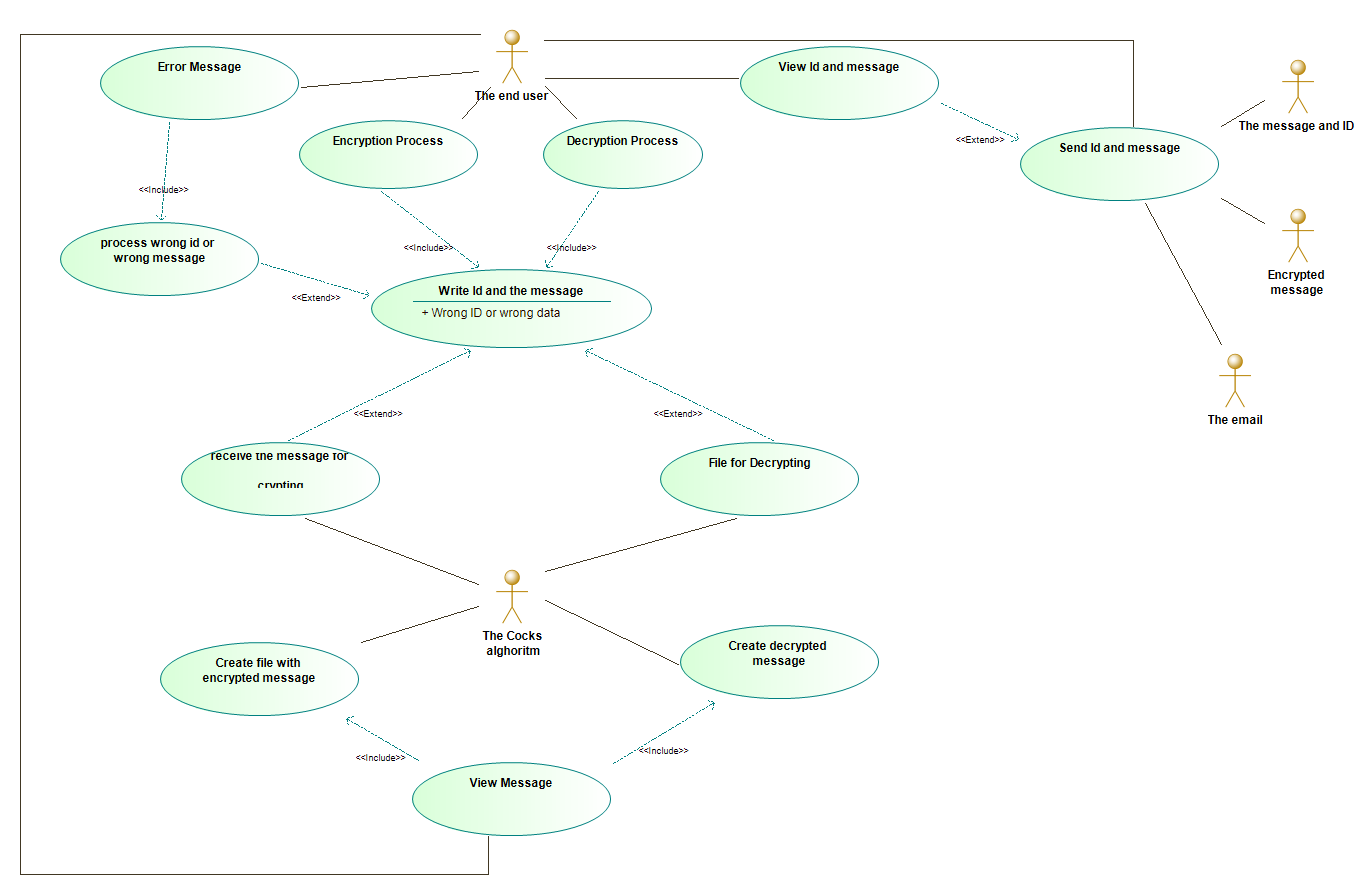 Error Message
The end user
View Id and message
The message and ID
Encryption Process
Decryption Process
<<Extend>>
Send Id and message
<<Include>>
process wrong id or
wrong message
<<Include>>
<<Include>>
Encrypted
message
<<Extend>>
Write Id and the message
+ Wrong ID or wrong data
<<Extend>>
<<Extend>>
The email
receive the message for
crypting
File for Decrypting
The Cocks
alghoritm
Create file with
encrypted message
Create decrypted
message
<<Include>>
<<Include>>
View Message